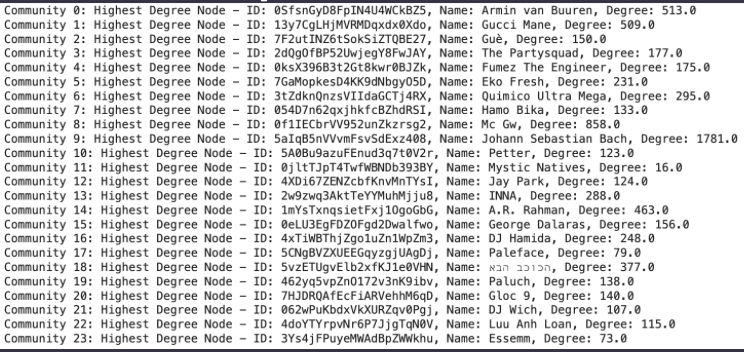 Community 0: Highest Degree Node – ID: 0SfsnGyD8FpIN4U4WCkBZ5, Name: Armin van Buuren, Degree: 513.0
Community 1: Highest Degree Node – ID: 13y7CgLHjMVRMDqxdx0Xdo, Name: Gucci Mane, Degree: 509.0
Community 2: Highest Degree Node – ID: 7F2utINZ6tSokSiZTQBE27, Name: Guè, Degree: 150.0
Community 3: Highest Degree Node – ID: 2dQgOfBP52UwjegY8FwJAY, Name: The Partysquad, Degree: 177.0
Community 4: Highest Degree Node – ID: 0ksX396B3t2Gt8kwr0BJZk, Name: Fumez The Engineer, Degree: 175.0
Community 5: Highest Degree Node – ID: 7GaMopkesD4KK9dNbgyO5D, Name: Eko Fresh, Degree: 231.0
Community 6: Highest Degree Node – ID: 3tZdknQnzsVIIdaGCTj4RX, Name: Quimico Ultra Mega, Degree: 295.0
Community 7: Highest Degree Node – ID: 054D7n62qxjhkfcBZhdRSI, Name: Hamo Bika, Degree: 133.0
Community 8: Highest Degree Node – ID: 0f1IECbrVV952unZkzrsg2, Name: Mc Gw, Degree: 858.0
Community 9: Highest Degree Node – ID: 5aIqB5nVVvmFsvSdExz408, Name: Johann Sebastian Bach, Degree: 1781.0
Community 10: Highest Degree Node – ID: 5A0Bu9azuFEnud3q7t0V2r, Name: Petter, Degree: 123.0
Community 11: Highest Degree Node – ID: 0jltTJpT4TwfWBNDb393BY, Name: Mystic Natives, Degree: 16.0
Community 12: Highest Degree Node – ID: 4XDi67ZENZcbfKnvMnTYsI, Name: Jay Park, Degree: 124.0
Community 13: Highest Degree Node – ID: 2w9zwq3AktTeYYMuhMjju8, Name: INNA, Degree: 288.0
Community 14: Highest Degree Node – ID: 1mYsTxnqsietFxj1OgoGbG, Name: A.R. Rahman, Degree: 463.0
Community 15: Highest Degree Node – ID: 0eLU3EgFDZOFgd2Dwalfwo, Name: George Dalaras, Degree: 156.0
Community 16: Highest Degree Node – ID: 4xTiWBThjZgo1uZn1WpZm3, Name: DJ Hamida, Degree: 248.0
Community 17: Highest Degree Node – ID: 5CNgBVZXUEEGqyzgjUAgDj, Name: Paleface, Degree: 79.0
Community 18: Highest Degree Node – ID: 5vzETUgvElb2xfKJ1e0VHN, Name: הכוכב הבא, Degree: 377.0
Community 19: Highest Degree Node – ID: 462yq5vpZnO172v3nK9ibv, Name: Paluch, Degree: 138.0
Community 20: Highest Degree Node – ID: 7HJDRQAfEcFiARVehhM6qD, Name: Gloc 9, Degree: 140.0
Community 21: Highest Degree Node – ID: 062wPuKbdxVkXURZqv0Pgj, Name: DJ Wich, Degree: 107.0
Community 22: Highest Degree Node – ID: 4doYTYrpvNr6P7JjgTqN0V, Name: Luu Anh Loan, Degree: 115.0
Community 23: Highest Degree Node – ID: 3Ys4jFPuyeMWAdBpZWWkhu, Name: Essemm, Degree: 73.0